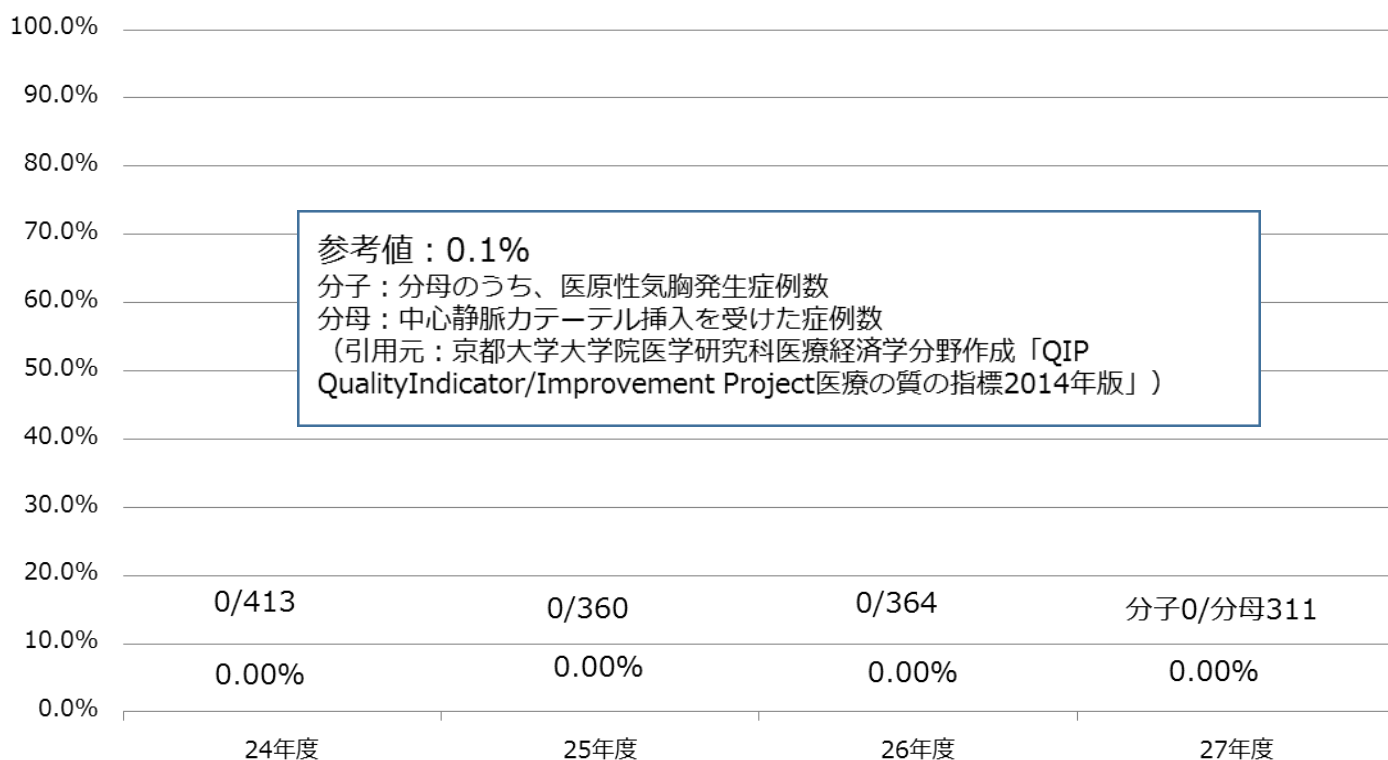 100.0%
90.0%
80.0%
70.0%
60.0%
50.0%
40.0%
30.0%
20.0%
10.0%
0.0%
参考値：0.1%
分子：分母のうち、医原性気胸発生症例数
分母：中心静脈カテーテル挿入を受けた症例数
（引用元：京都大学大学院医学研究科医療経済学分野作成「QIP
QualityIndicator/Improvement Project医療の質の指標2014年版」）
0/413
0/360
0/364
分子0/分母311
0.00%
0.00%
0.00%
0.00%
24年度
25年度
26年度
27年度